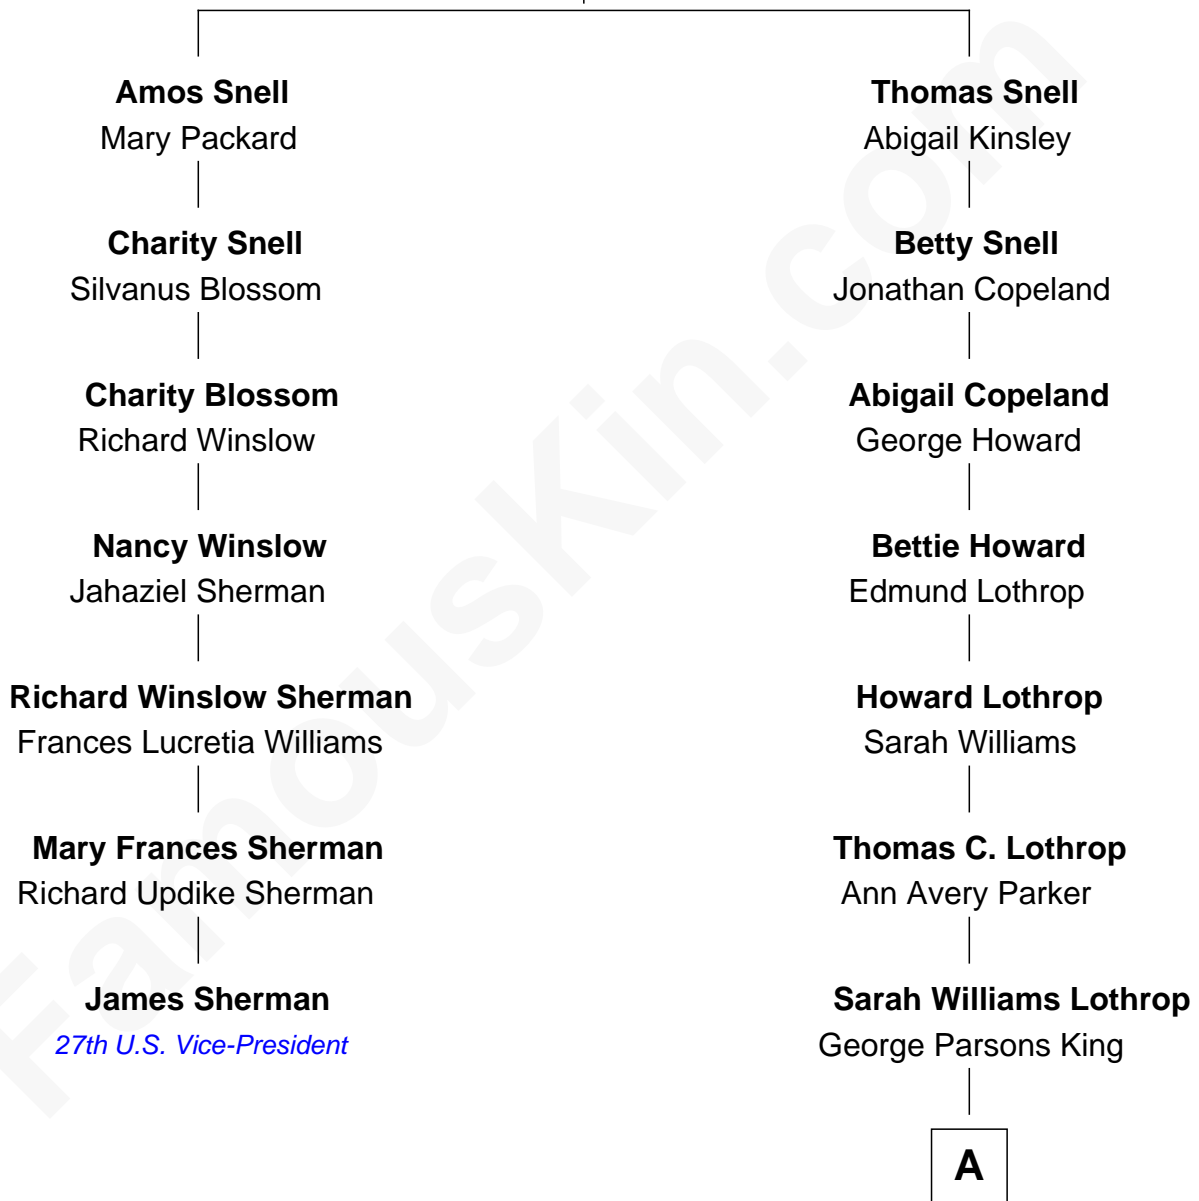 Amos Snell
Mary Packard
Charity Snell
Silvanus Blossom
Charity Blossom
Richard Winslow
Nancy Winslow
Jahaziel Sherman
Richard Winslow Sherman
Frances Lucretia Williams
Mary Frances Sherman
Richard Updike Sherman
James Sherman
27th U.S. Vice-President
Thomas Snell
Abigail Kinsley
Betty Snell
Jonathan Copeland
Abigail Copeland
George Howard
Bettie Howard
Edmund Lothrop
Howard Lothrop
Sarah Williams
Thomas C. Lothrop
Ann Avery Parker
Sarah Williams Lothrop
George Parsons King
A
FamousKin.com